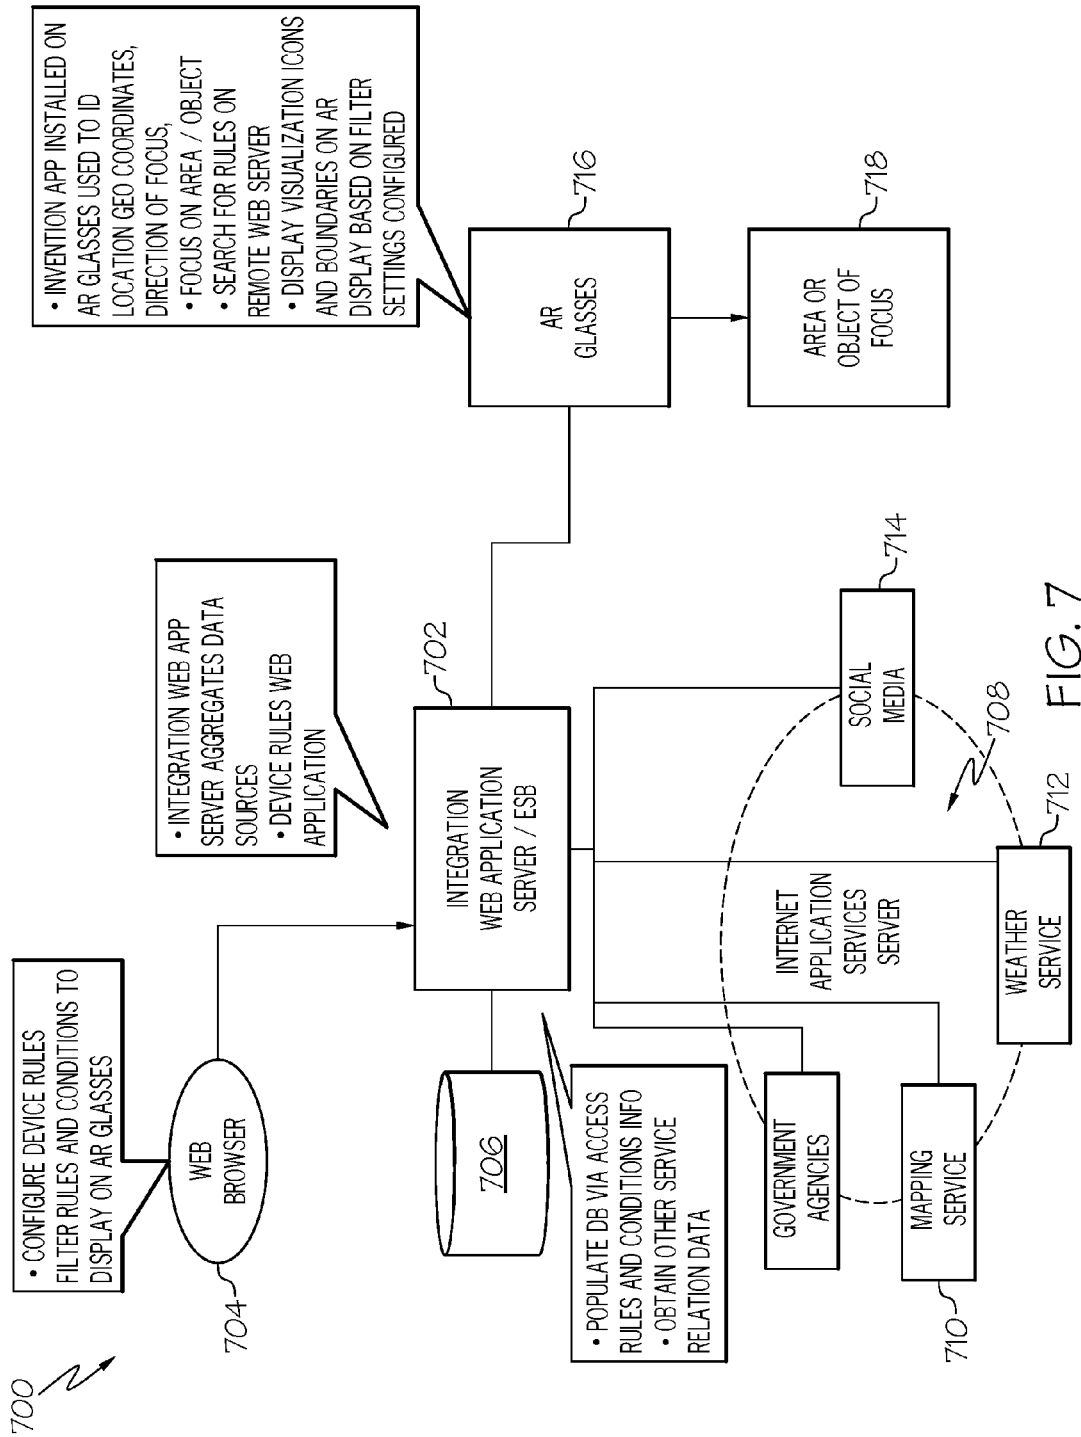 700
• CONFIGURE DEVICE RULES
FILTER RULES AND CONDITIONS TO
DISPLAY ON AR GLASSES
WEB
BROWSER
704
• INTEGRATION WEB APP
SERVER AGGREGATES DATA
SOURCES
• DEVICE RULES WEB
APPLICATION
• INVENTION APP INSTALLED ON
AR GLASSES USED TO ID
LOCATION GEO COORDINATES,
DIRECTION OF FOCUS,
• FOCUS ON AREA / OBJECT
• SEARCH FOR RULES ON
REMOTE WEB SERVER
• DISPLAY VISUALIZATION ICONS
AND BOUNDARIES ON AR
DISPLAY BASED ON FILTER
SETTINGS CONFIGURED
706
INTEGRATION
WEB APPLICATION
SERVER / ESB
702
AR
GLASSES
716
• POPULATE DB VIA ACCESS
RULES AND CONDITIONS INFO
• OBTAIN OTHER SERVICE
RELATION DATA
AREA OR
OBJECT OF
FOCUS
718
GOVERNMENT
AGENCIES
INTERNET
APPLICATION
SERVICES
SERVER
SOCIAL
MEDIA
714
MAPPING
SERVICE
710
708
WEATHER
SERVICE
712
FIG. 7